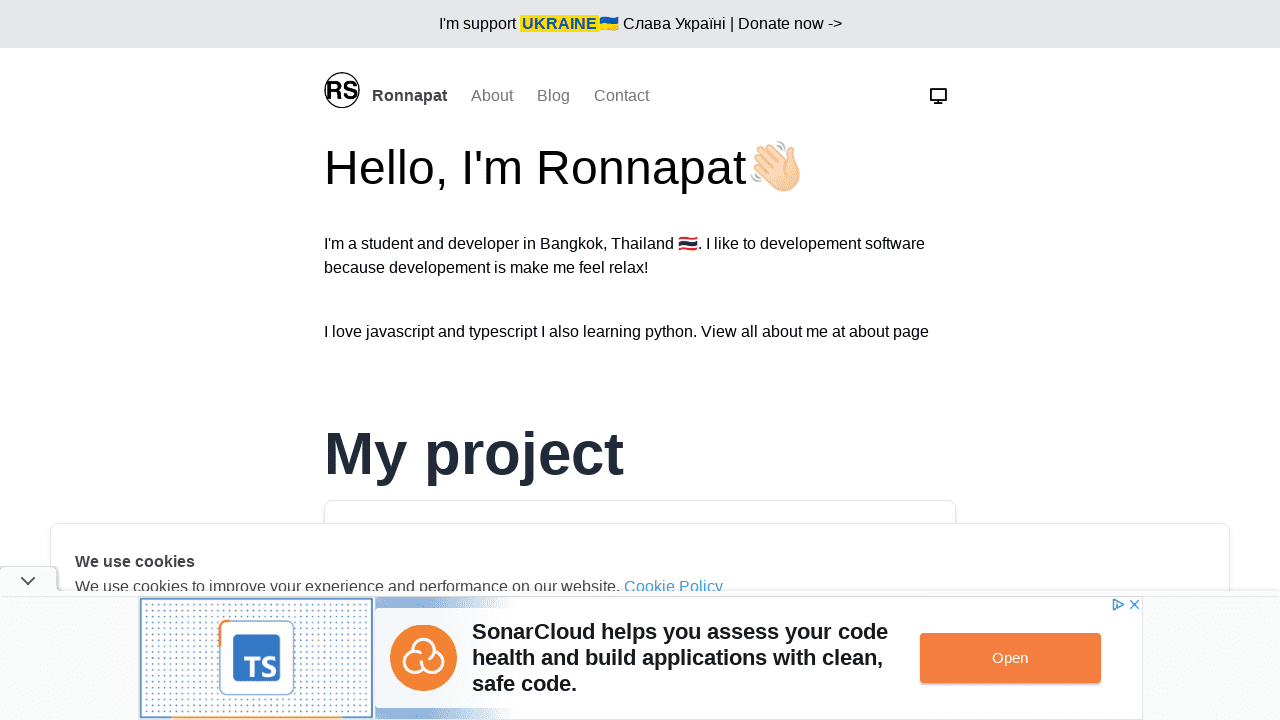 I'm support UKRAINE🇺🇦 Слава Україні | Donate now ->
RS Ronnapat About Blog Contact
Hello, I'm Ronnapat👋🏻
I'm a student and developer in Bangkok, Thailand 🇹🇭. I like to developement software
because developement is make me feel relax!
I love javascript and typescript I also learning python. View all about me at about page
My project
We use cookies
We use cookies to improve your experience and performance on our website. Cookie Policy
TS
SonarCloud helps you assess your code
health and build applications with clean,
safe code.
Open